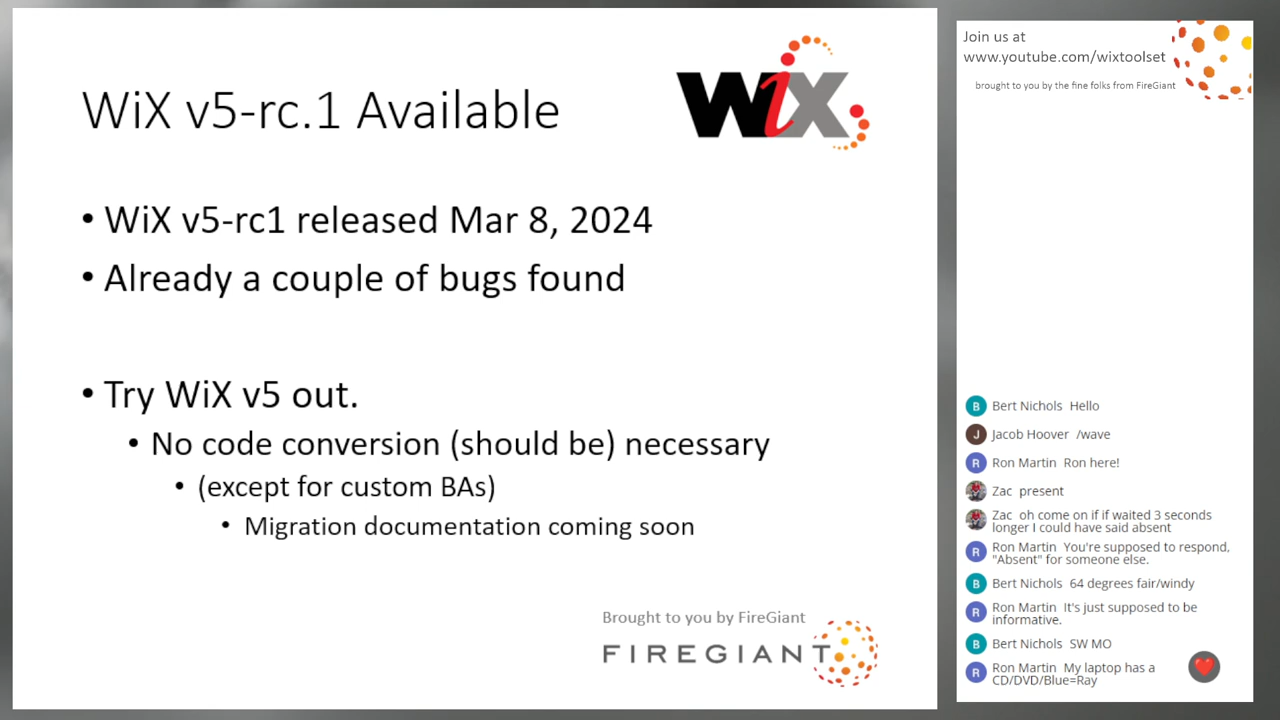 WiX v5-rc.1 Available
WiX
• WiX v5-rc1 released Mar 8, 2024
• Already a couple of bugs found
• Try WiX v5 out.
• No code conversion (should be) necessary
• (except for custom BAs)
• Migration documentation coming soon
Brought to you by FireGiant
FIREGIANT
Join us at
www.youtube.com/wixtoolset
brought to you by the fine folks from FireGiant
B Bert Nichols Hello
J Jacob Hoover /wave
R Ron Martin Ron here!
Zac present
Zac oh come on if if waited 3 seconds
longer I could have said absent
R Ron Martin You're supposed to respond,
"Absent" for someone else.
B Bert Nichols 64 degrees fair/windy
R Ron Martin It's just supposed to be
informative.
B Bert Nichols SW MO
R Ron Martin My laptop has a
CD/DVD/Blue=Ray